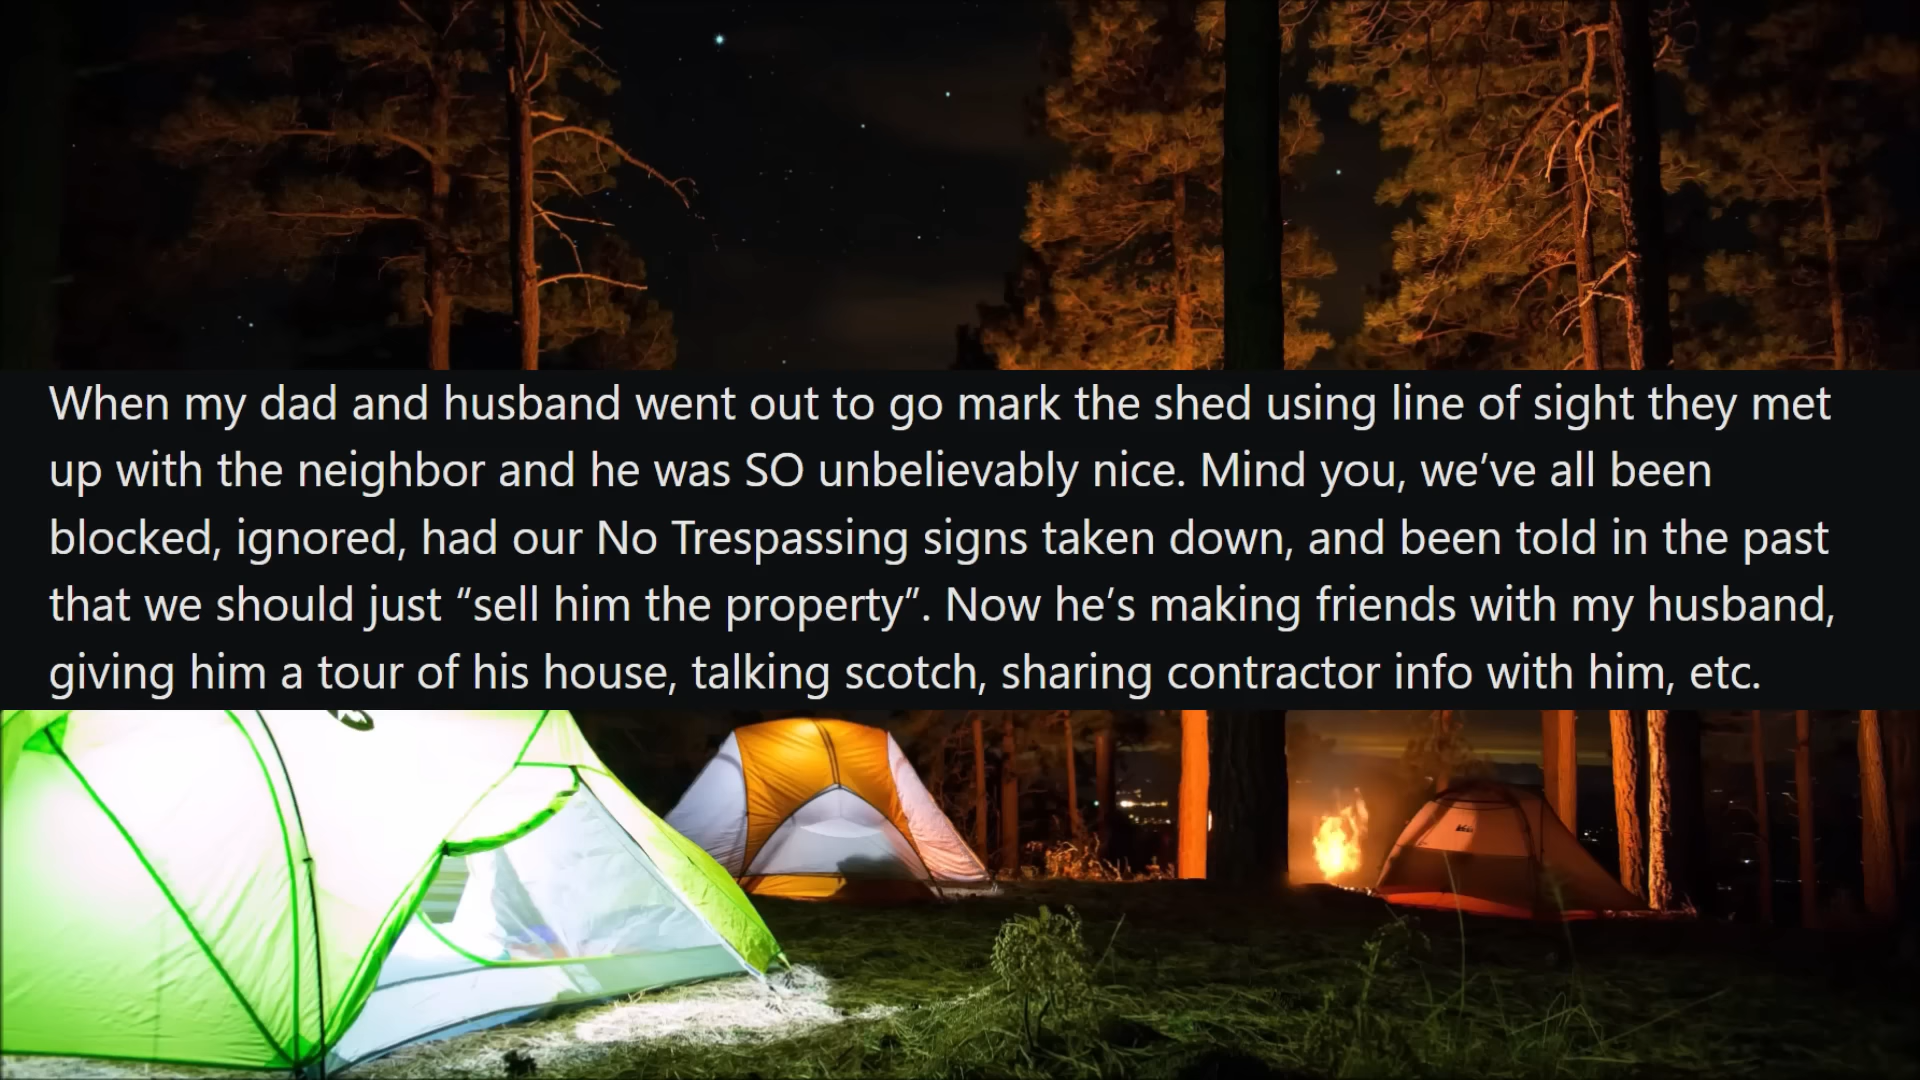 When my dad and husband went out to go mark the shed using line of sight they met
up with the neighbor and he was SO unbelievably nice. Mind you, we’ve all been
blocked, ignored, had our No Trespassing signs taken down, and been told in the past
that we should just “sell him the property”. Now he’s making friends with my husband,
giving him a tour of his house, talking scotch, sharing contractor info with him, etc.